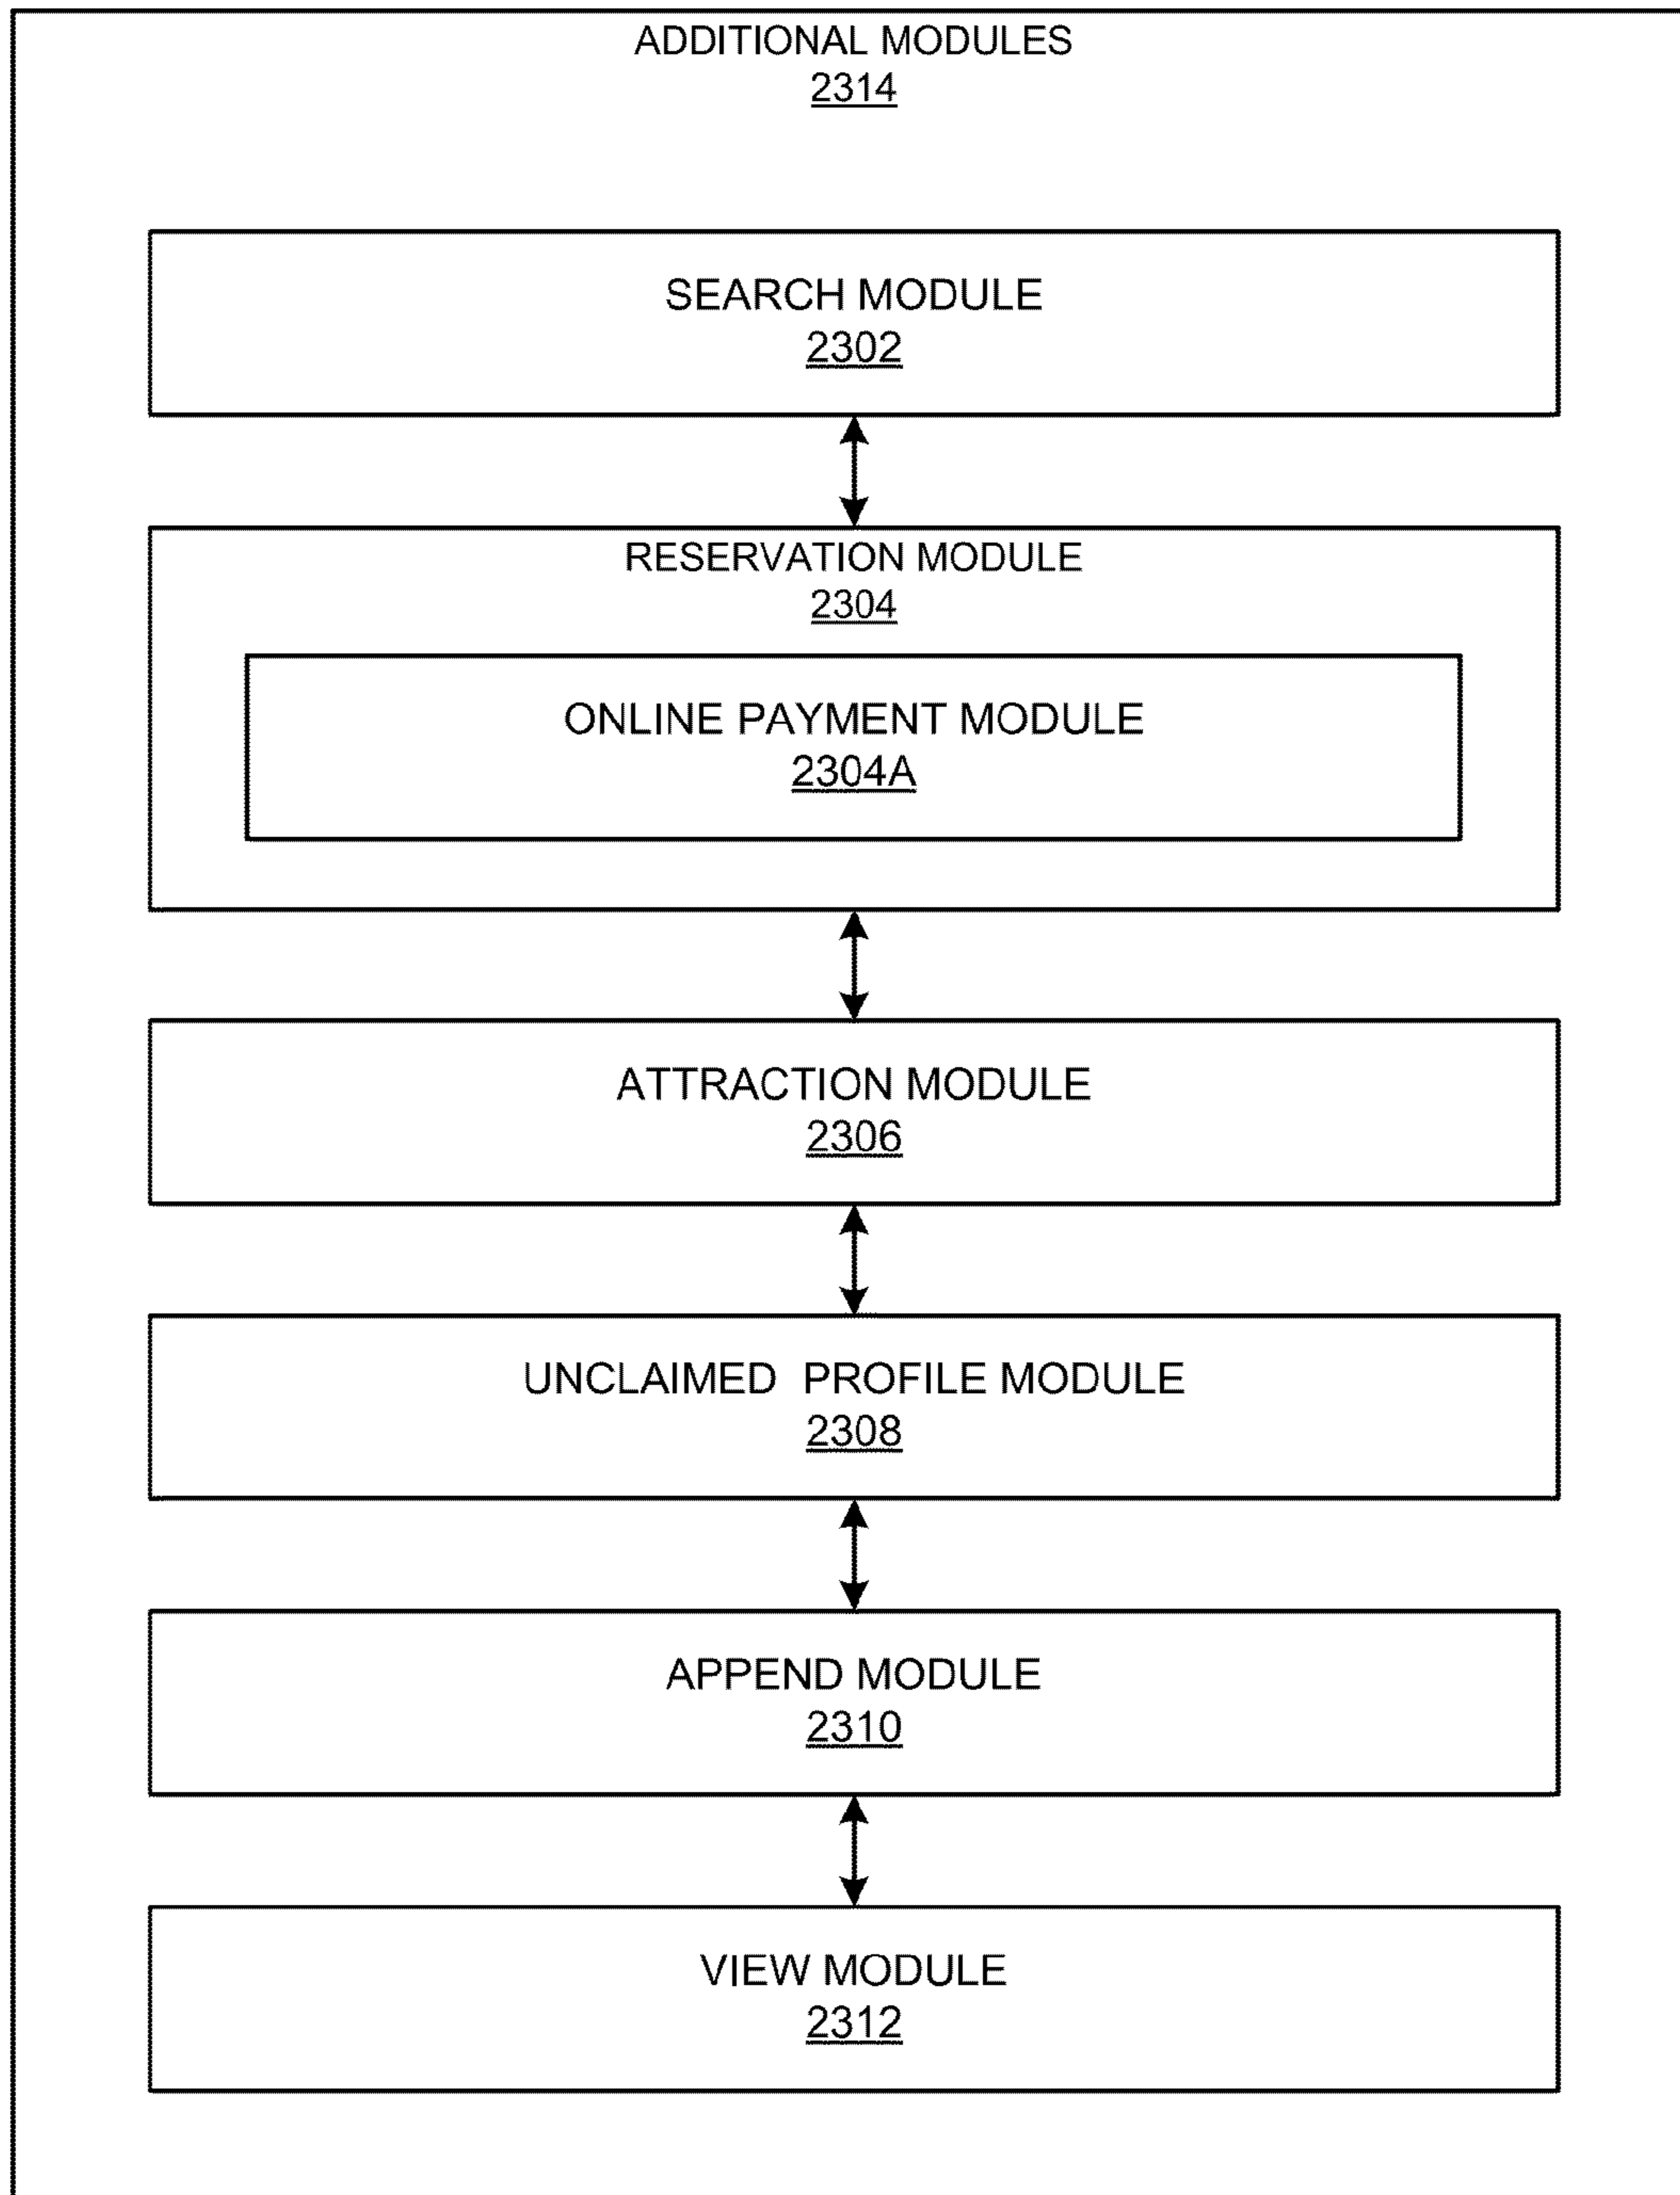 ADDITIONAL MODULES
2314
SEARCH MODULE
2302
RESERVATION MODULE
2304
ONLINE PAYMENT MODULE
2304A
ATTRACTION MODULE
2306
UNCLAIMED PROFILE MODULE
2308
APPEND MODULE
2310
VIEW MODULE
2312